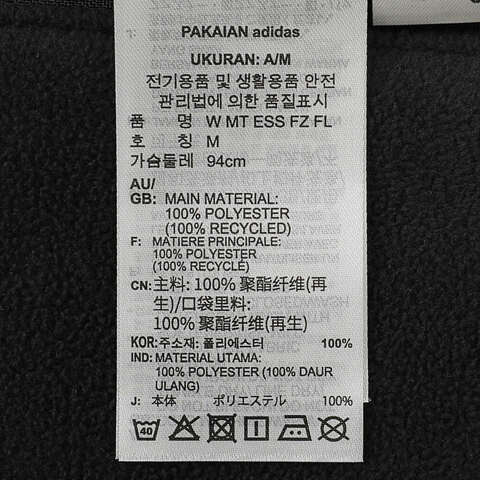 PAKAIAN adidas
UKURAN: A/M
전기용품 및 생활용품 안전
관리법에 의한 품질표시
품 명 W MT ESS FZ FL
호 칭 M
가슴둘레 94cm
AU/
GB: MAIN MATERIAL:
100% POLYESTER
(100% RECYCLED)
F: MATIERE PRINCIPALE:
100% POLYESTER
(100% RECYCLÉ)
CN: 主料: 100% 聚酯纤维(再
生)/口袋里料:
100% 聚酯纤维(再生)
KOR: 주소재: 폴리에스터 100%
IND: MATERIAL UTAMA:
100% POLYESTER (100% DAUR
ULANG)
J: 本体 ポリエステル 100%
40